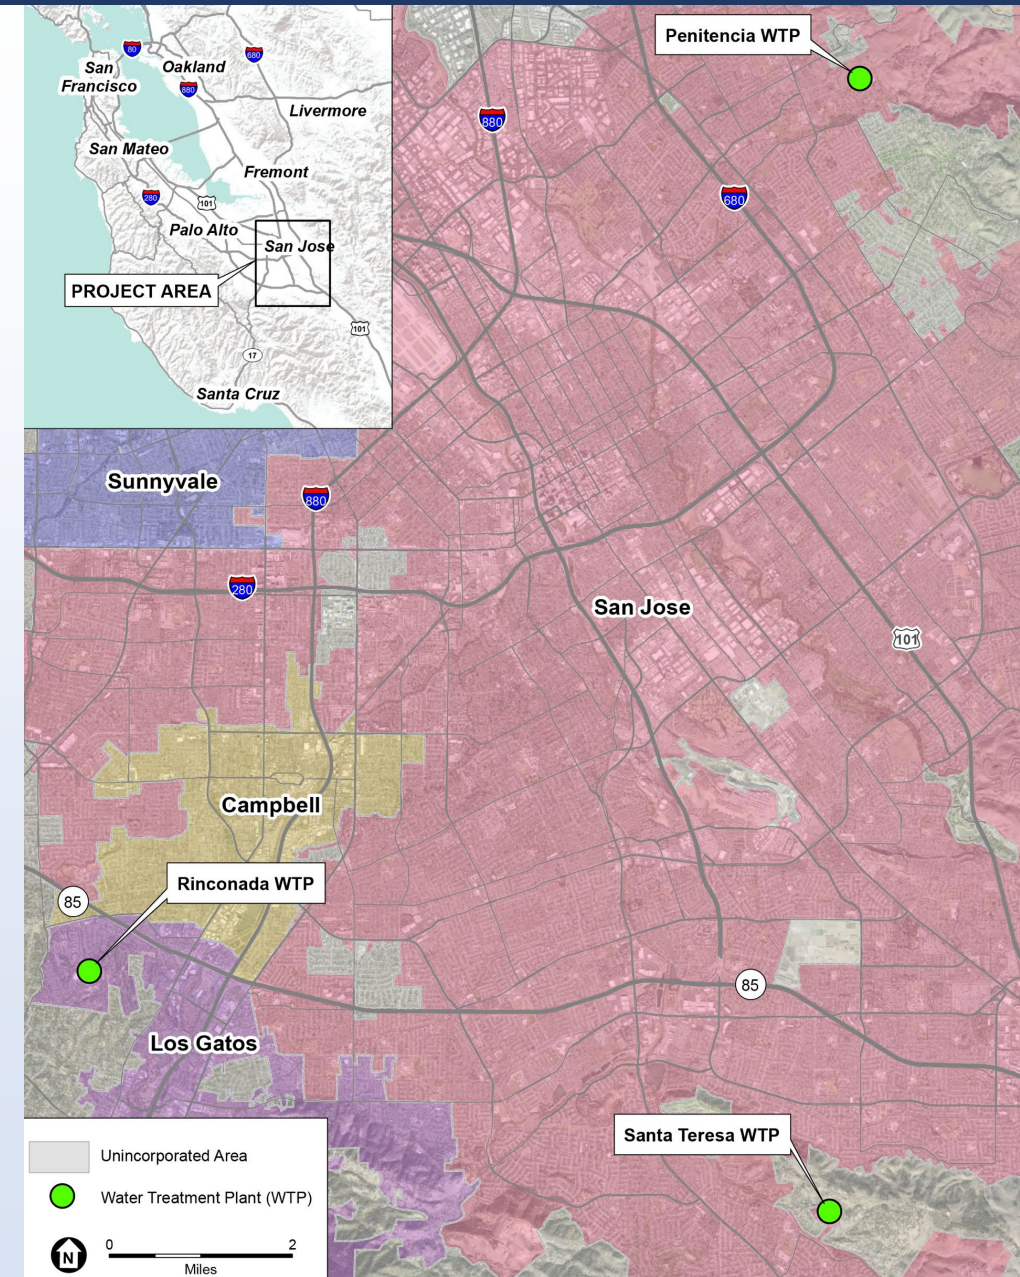 Penitencia WTP
80
680
San
Francisco
Oakland
880
Livermore
San Mateo
Fremont
280
101
Palo Alto
San Jose
PROJECT AREA
101
17
Santa Cruz
880
680
Sunnyvale
880
280
San Jose
101
Campbell
Rinconada WTP
85
85
Los Gatos
Santa Teresa WTP
Unincorporated Area
Water Treatment Plant (WTP)
N
0 2
Miles